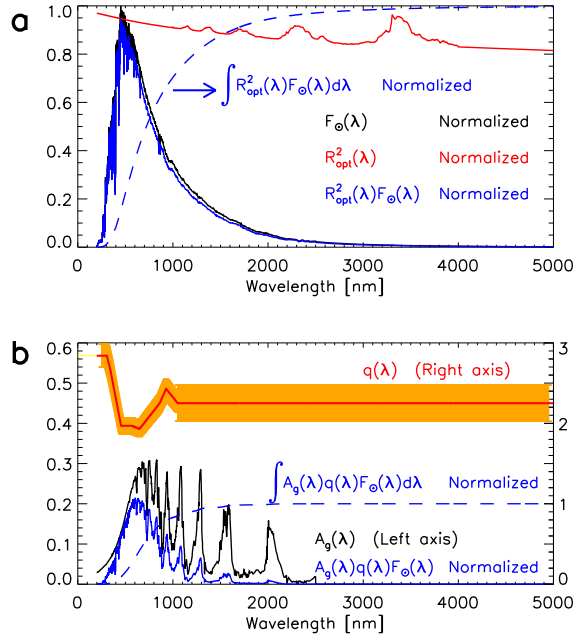 a
1.0
0.8
0.6
0.4
0.2
0.0
∫R²opt(λ)F⊙(λ)dλ Normalized
F⊙(λ) Normalized
R²opt(λ) Normalized
R²opt(λ)F⊙(λ) Normalized
0 1000 2000 3000 4000 5000
Wavelength [nm]
b
0.6 3
0.5
0.4 2
0.3
0.2 1
0.1
0.0 0
q(λ) (Right axis)
∫Ag(λ)q(λ)F⊙(λ)dλ Normalized
Ag(λ) (Left axis)
Ag(λ)q(λ)F⊙(λ) Normalized
0 1000 2000 3000 4000 5000
Wavelength [nm]